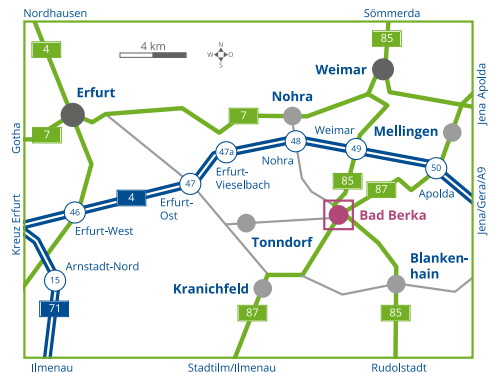 Nordhausen
Sömmerda
4
4 km
N
W
O
S
85
Weimar
Jena Apolda
Erfurt
Nohra
7
Mellingen
Gotha
7
Weimar
48
47a
Nohra
49
50
Erfurt-
Vieselbach
47
85
87
Apolda
4
Erfurt-
Ost
Kreuz Erfurt
46
Bad Berka
Jena/Gera/A9
Erfurt-West
Tonndorf
Blanken-
hain
Arnstadt-Nord
15
Kranichfeld
71
87
85
Ilmenau
Stadtilm/Ilmenau
Rudolstadt